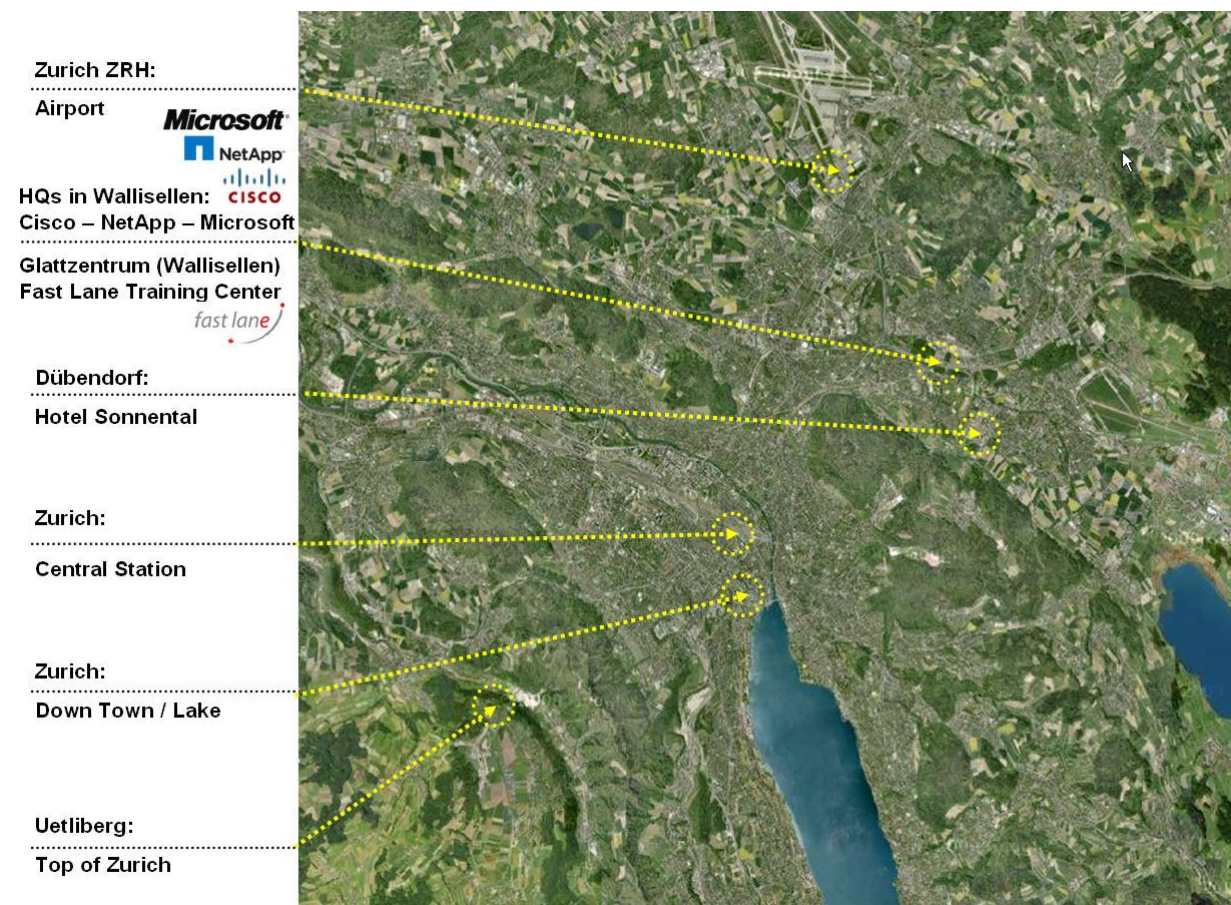 Zurich ZRH:
Airport
Microsoft
NetApp
CISCO
HQs in Wallisellen:
Cisco – NetApp – Microsoft
Glattzentrum (Wallisellen)
Fast Lane Training Center
fast lane
Dübendorf:
Hotel Sonnental
Zurich:
Central Station
Zurich:
Down Town / Lake
Uetliberg:
Top of Zurich